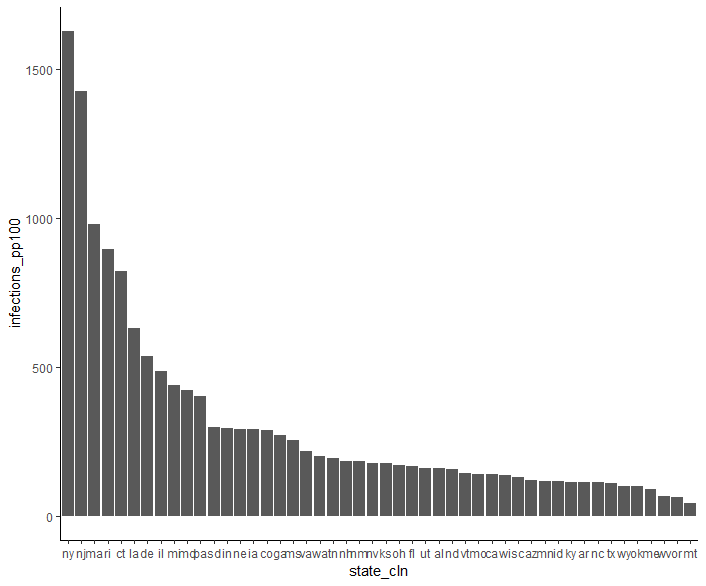 1500
1000
500
0
infections_pp100
ny nj ma ri ct la de il mi md pa sd in ne ia co ga ms va wa tn nh nm nv ks oh fl ut al nd vt mo ca wi sc az mn id ky ar nc tx wy ok me wv or mt
state_cln